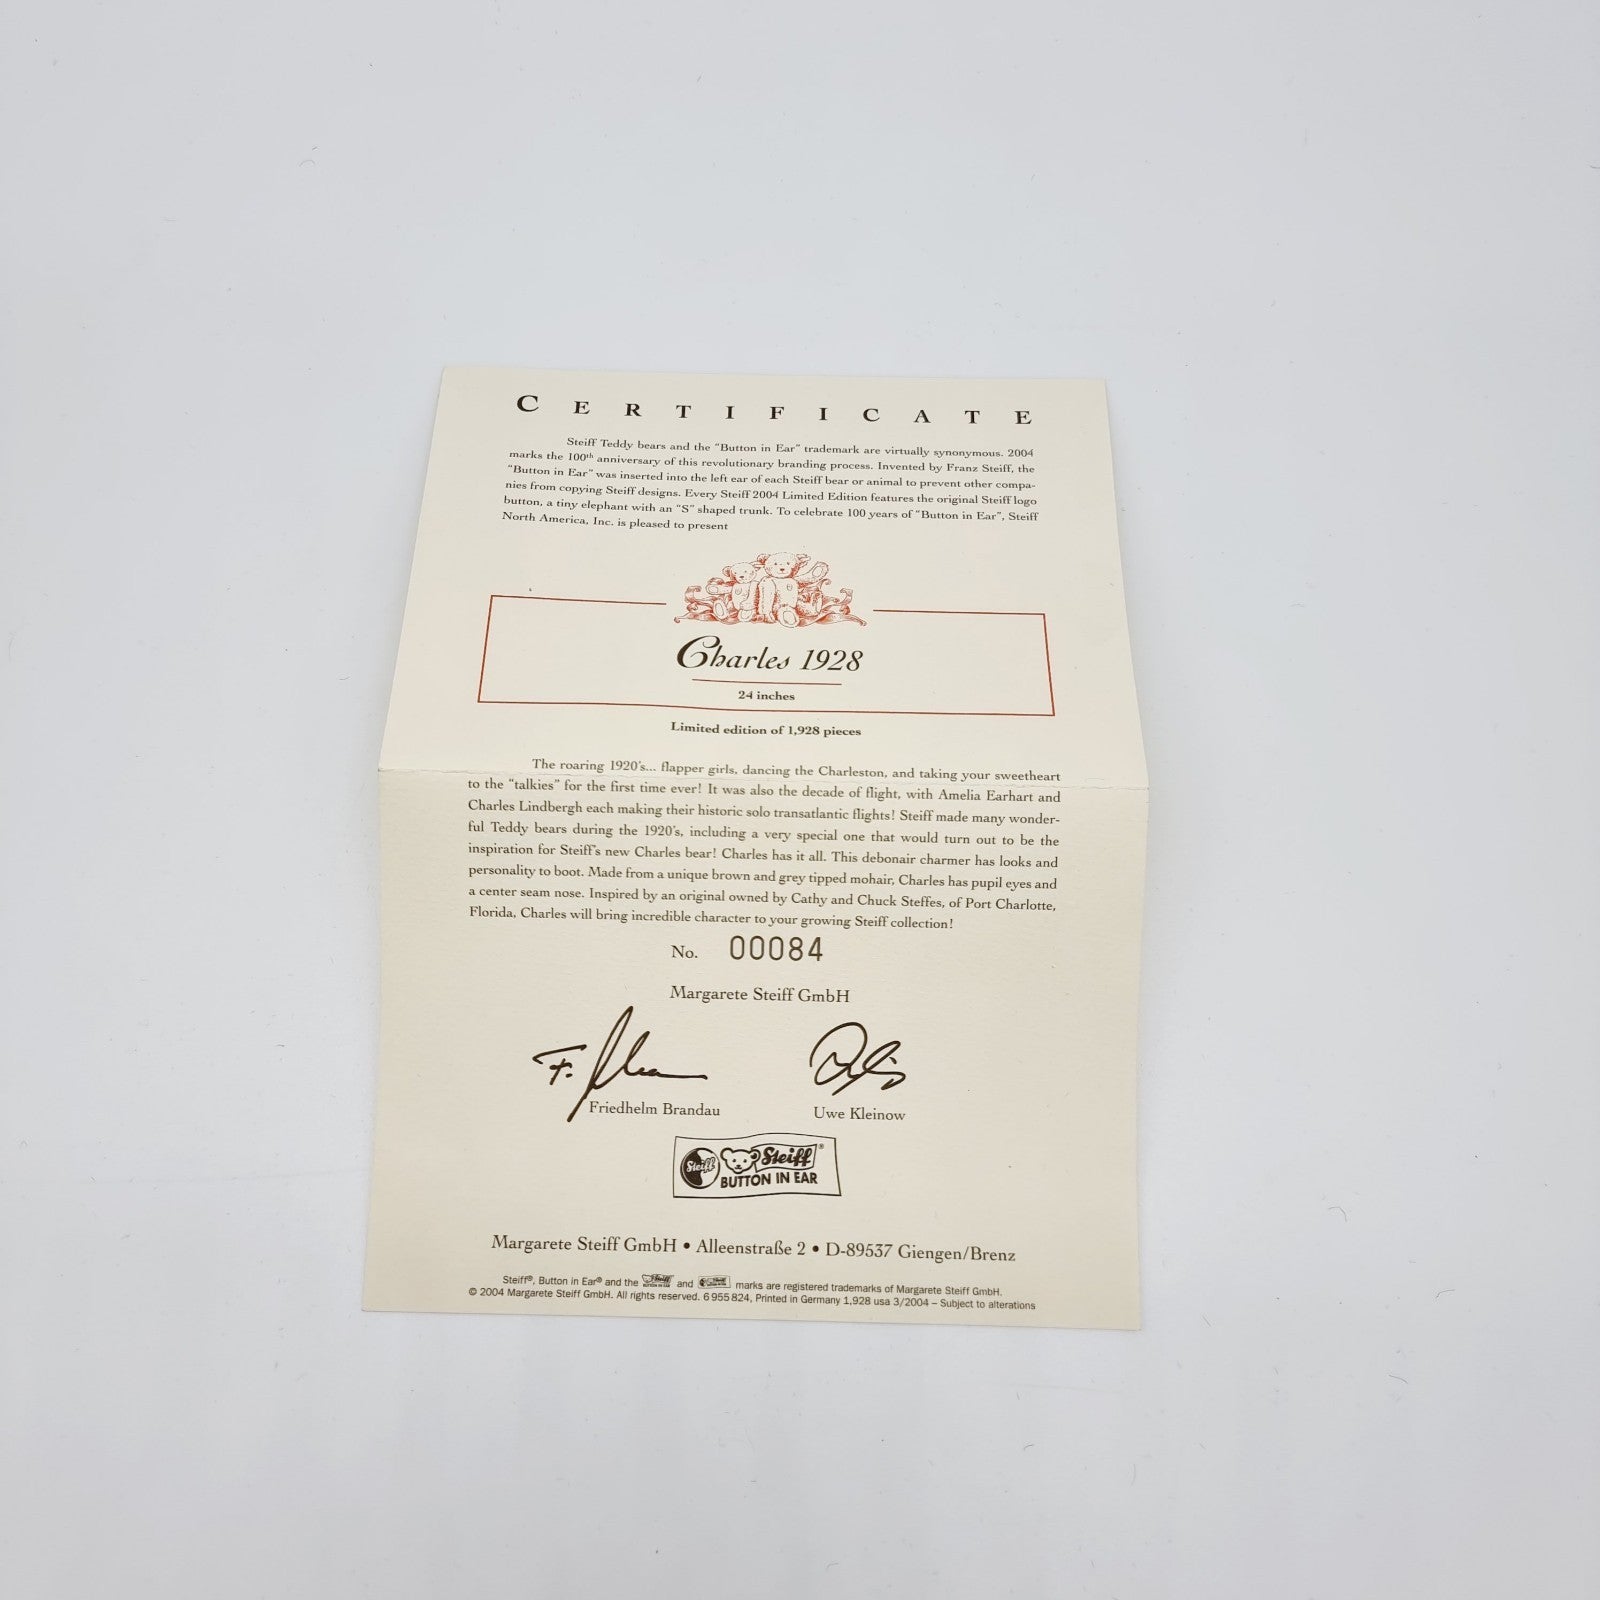 CERTIFICATE
Steiff Teddy bears and the "Button in Ear" trademark are virtually synonymous. 2004
marks the 100th anniversary of this revolutionary branding process. Invented by Franz Steiff, the
"Button in Ear" was inserted into the left ear of each Steiff bear or animal to prevent other compa-
nies from copying Steiff designs. Every Steiff 2004 Limited Edition features the original Steiff logo
button, a tiny elephant with an "S" shaped trunk. To celebrate 100 years of "Button in Ear", Steiff
North America, Inc. is pleased to present
Charles 1928
24 inches
Limited edition of 1,928 pieces
The roaring 1920's... flapper girls, dancing the Charleston, and taking your sweetheart
to the "talkies" for the first time ever! It was also the decade of flight, with Amelia Earhart and
Charles Lindbergh each making their historic solo transatlantic flights! Steiff made many wonder-
ful Teddy bears during the 1920's, including a very special one that would turn out to be the
inspiration for Steiff's new Charles bear! Charles has it all. This debonair charmer has looks and
personality to boot. Made from a unique brown and grey tipped mohair, Charles has pupil eyes and
a center seam nose. Inspired by an original owned by Cathy and Chuck Steffes, of Port Charlotte,
Florida, Charles will bring incredible character to your growing Steiff collection!
No. 00084
Margarete Steiff GmbH
Friedhelm Brandau Uwe Kleinow
Steiff Steiff®
BUTTON IN EAR
Margarete Steiff GmbH • Alleenstraße 2 • D-89537 Giengen/Brenz
Steiff®, Button in Ear® and the and marks are registered trademarks of Margarete Steiff GmbH.
© 2004 Margarete Steiff GmbH. All rights reserved. 6 955 824, Printed in Germany 1,928 usa 3/2004 – Subject to alterations